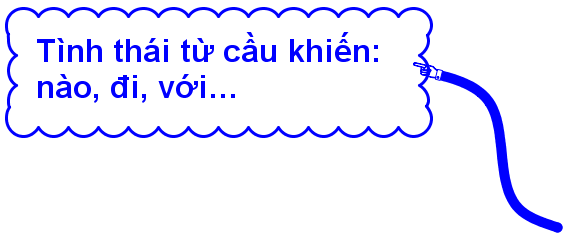 Tình thái từ cầu khiến:
nào, đi, với...